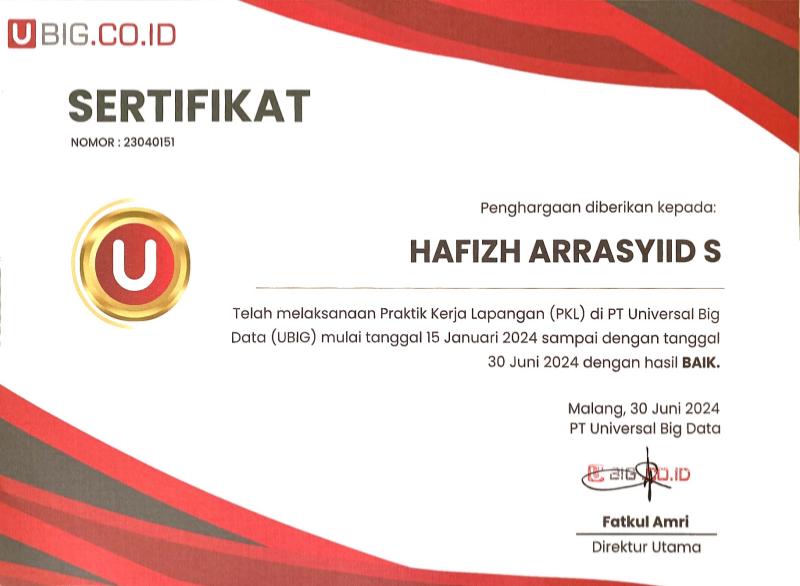 UBIG.CO.ID
SERTIFIKAT
NOMOR : 23040151
U
Penghargaan diberikan kepada:
HAFIZH ARRASYIID S
Telah melaksanaan Praktik Kerja Lapangan (PKL) di PT Universal Big
Data (UBIG) mulai tanggal 15 Januari 2024 sampai dengan tanggal
30 Juni 2024 dengan hasil BAIK.
Malang, 30 Juni 2024
PT Universal Big Data
UBIG.CO.ID
Fatkul Amri
Direktur Utama